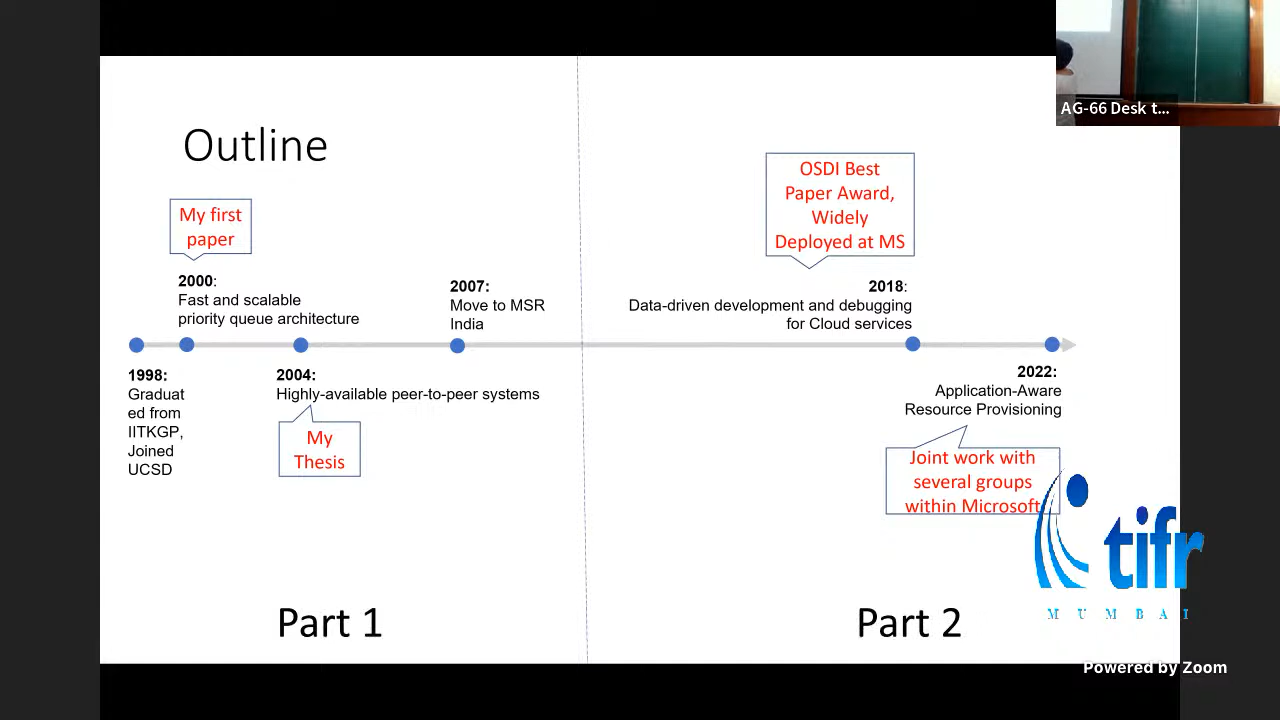 AG-66 Desk t...
Outline
My first
paper
2000:
Fast and scalable
priority queue architecture
2007:
Move to MSR
India
OSDI Best
Paper Award,
Widely
Deployed at MS
2018:
Data-driven development and debugging
for Cloud services
1998:
Graduat
ed from
IITKGP,
Joined
UCSD
2004:
Highly-available peer-to-peer systems
My
Thesis
2022:
Application-Aware
Resource Provisioning
Joint work with
several groups
within Microsoft
tifr
MUMBAI
Part 1
Part 2
Powered by Zoom